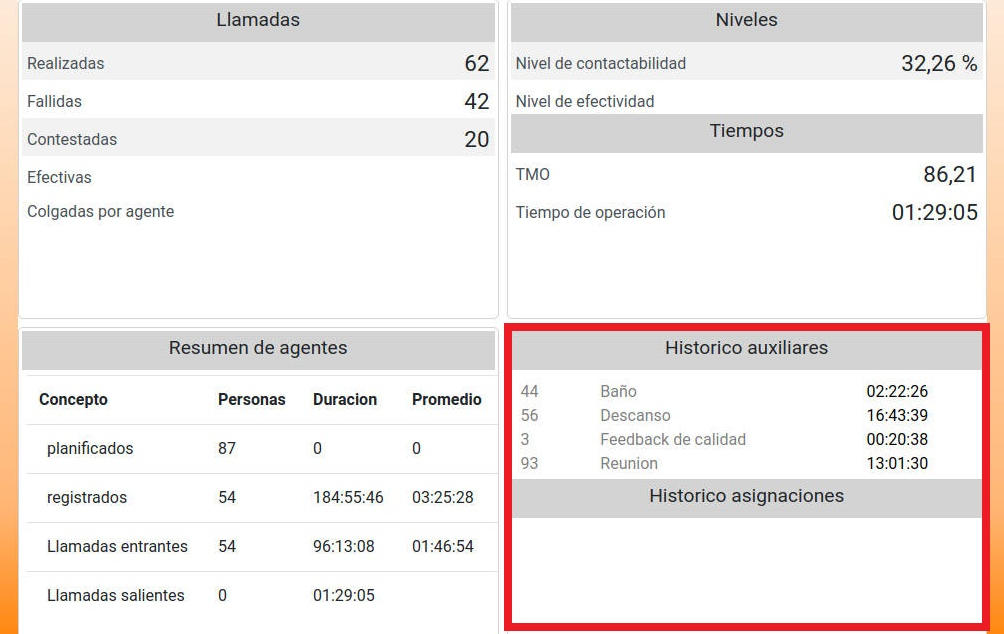 Llamadas
Realizadas 62
Fallidas 42
Contestadas 20
Efectivas
Colgadas por agente
Niveles
Nivel de contactabilidad 32,26 %
Nivel de efectividad
Tiempos
TMO 86,21
Tiempo de operación 01:29:05
Resumen de agentes
Concepto Personas Duracion Promedio
planificados 87 0 0
registrados 54 184:55:46 03:25:28
Llamadas entrantes 54 96:13:08 01:46:54
Llamadas salientes 0 01:29:05
Historico auxiliares
44 Baño 02:22:26
56 Descanso 16:43:39
3 Feedback de calidad 00:20:38
93 Reunion 13:01:30
Historico asignaciones